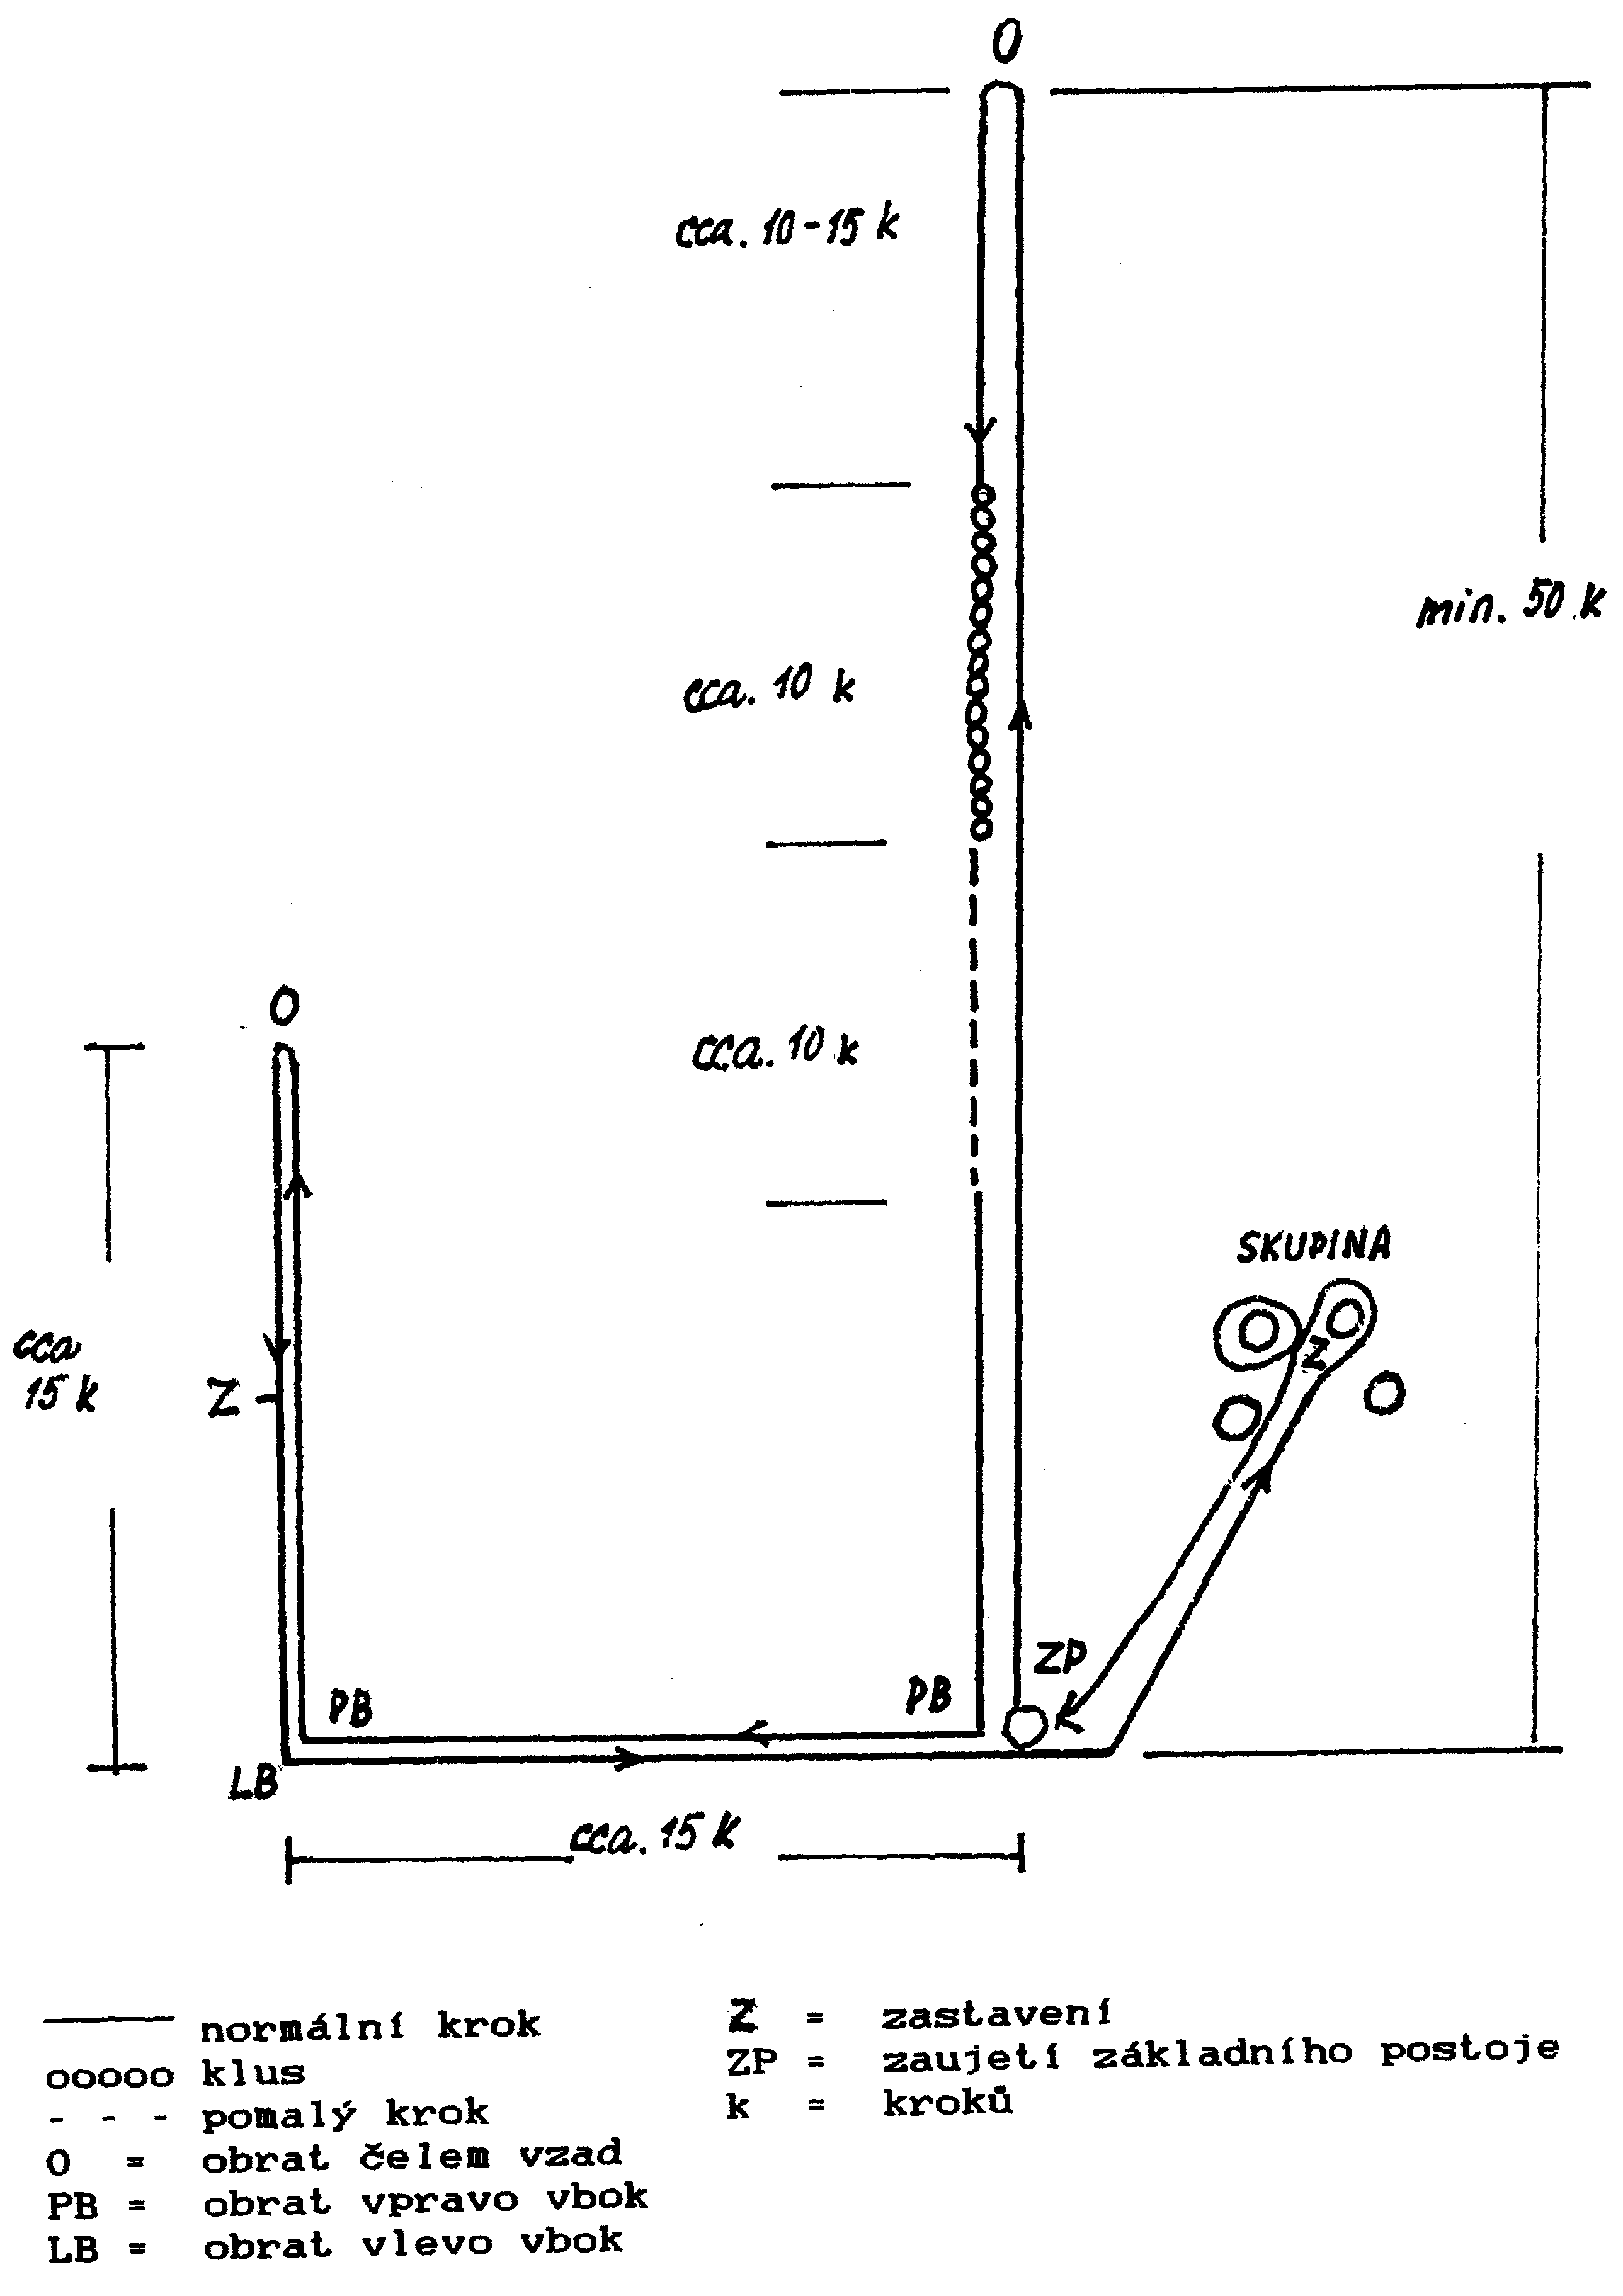 O
cca. 10-15 k
min. 50 k
cca. 10 k
O
cca. 10 k
SKUPINA
Z
cca
15 k
Z
ZP
PB
PB
LB
cca. 15 k
normální krok
ooooo klus
- - - pomalý krok
O = obrat čelem vzad
PB = obrat vpravo vbok
LB = obrat vlevo vbok
Z = zastavení
ZP = zaujetí základního postoje
k = kroků